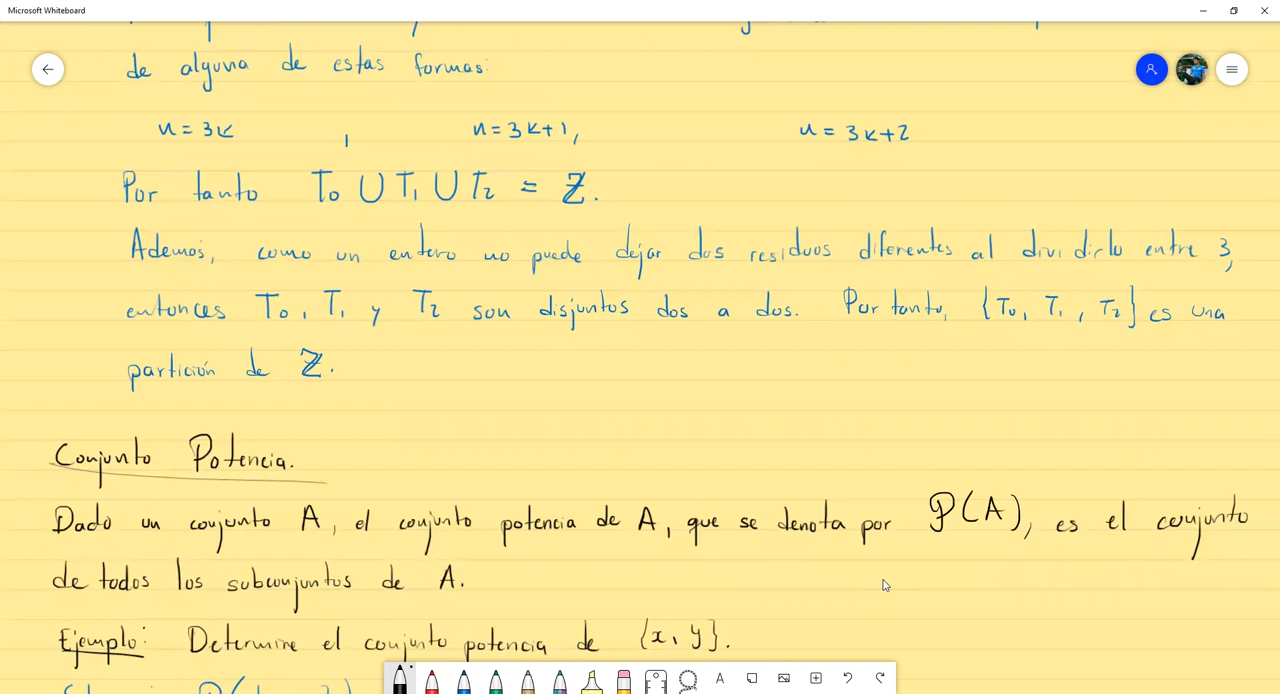 Microsoft Whiteboard
de alguna de estas formas:
n = 3k , n = 3k+1, n = 3k+2
Por tanto T₀ ∪ T₁ ∪ T₂ = ℤ.
Ademas, como un entero no puede dejar dos residuos diferentes al dividirlo entre 3,
entonces T₀, T₁ y T₂ son disjuntos dos a dos. Por tanto, {T₀, T₁, T₂} es una
partición de ℤ.
Conjunto Potencia.
Dado un conjunto A, el conjunto potencia de A, que se denota por 𝒫(A), es el conjunto
de todos los subconjuntos de A.
Ejemplo: Determine el conjunto potencia de {x, y}.
A